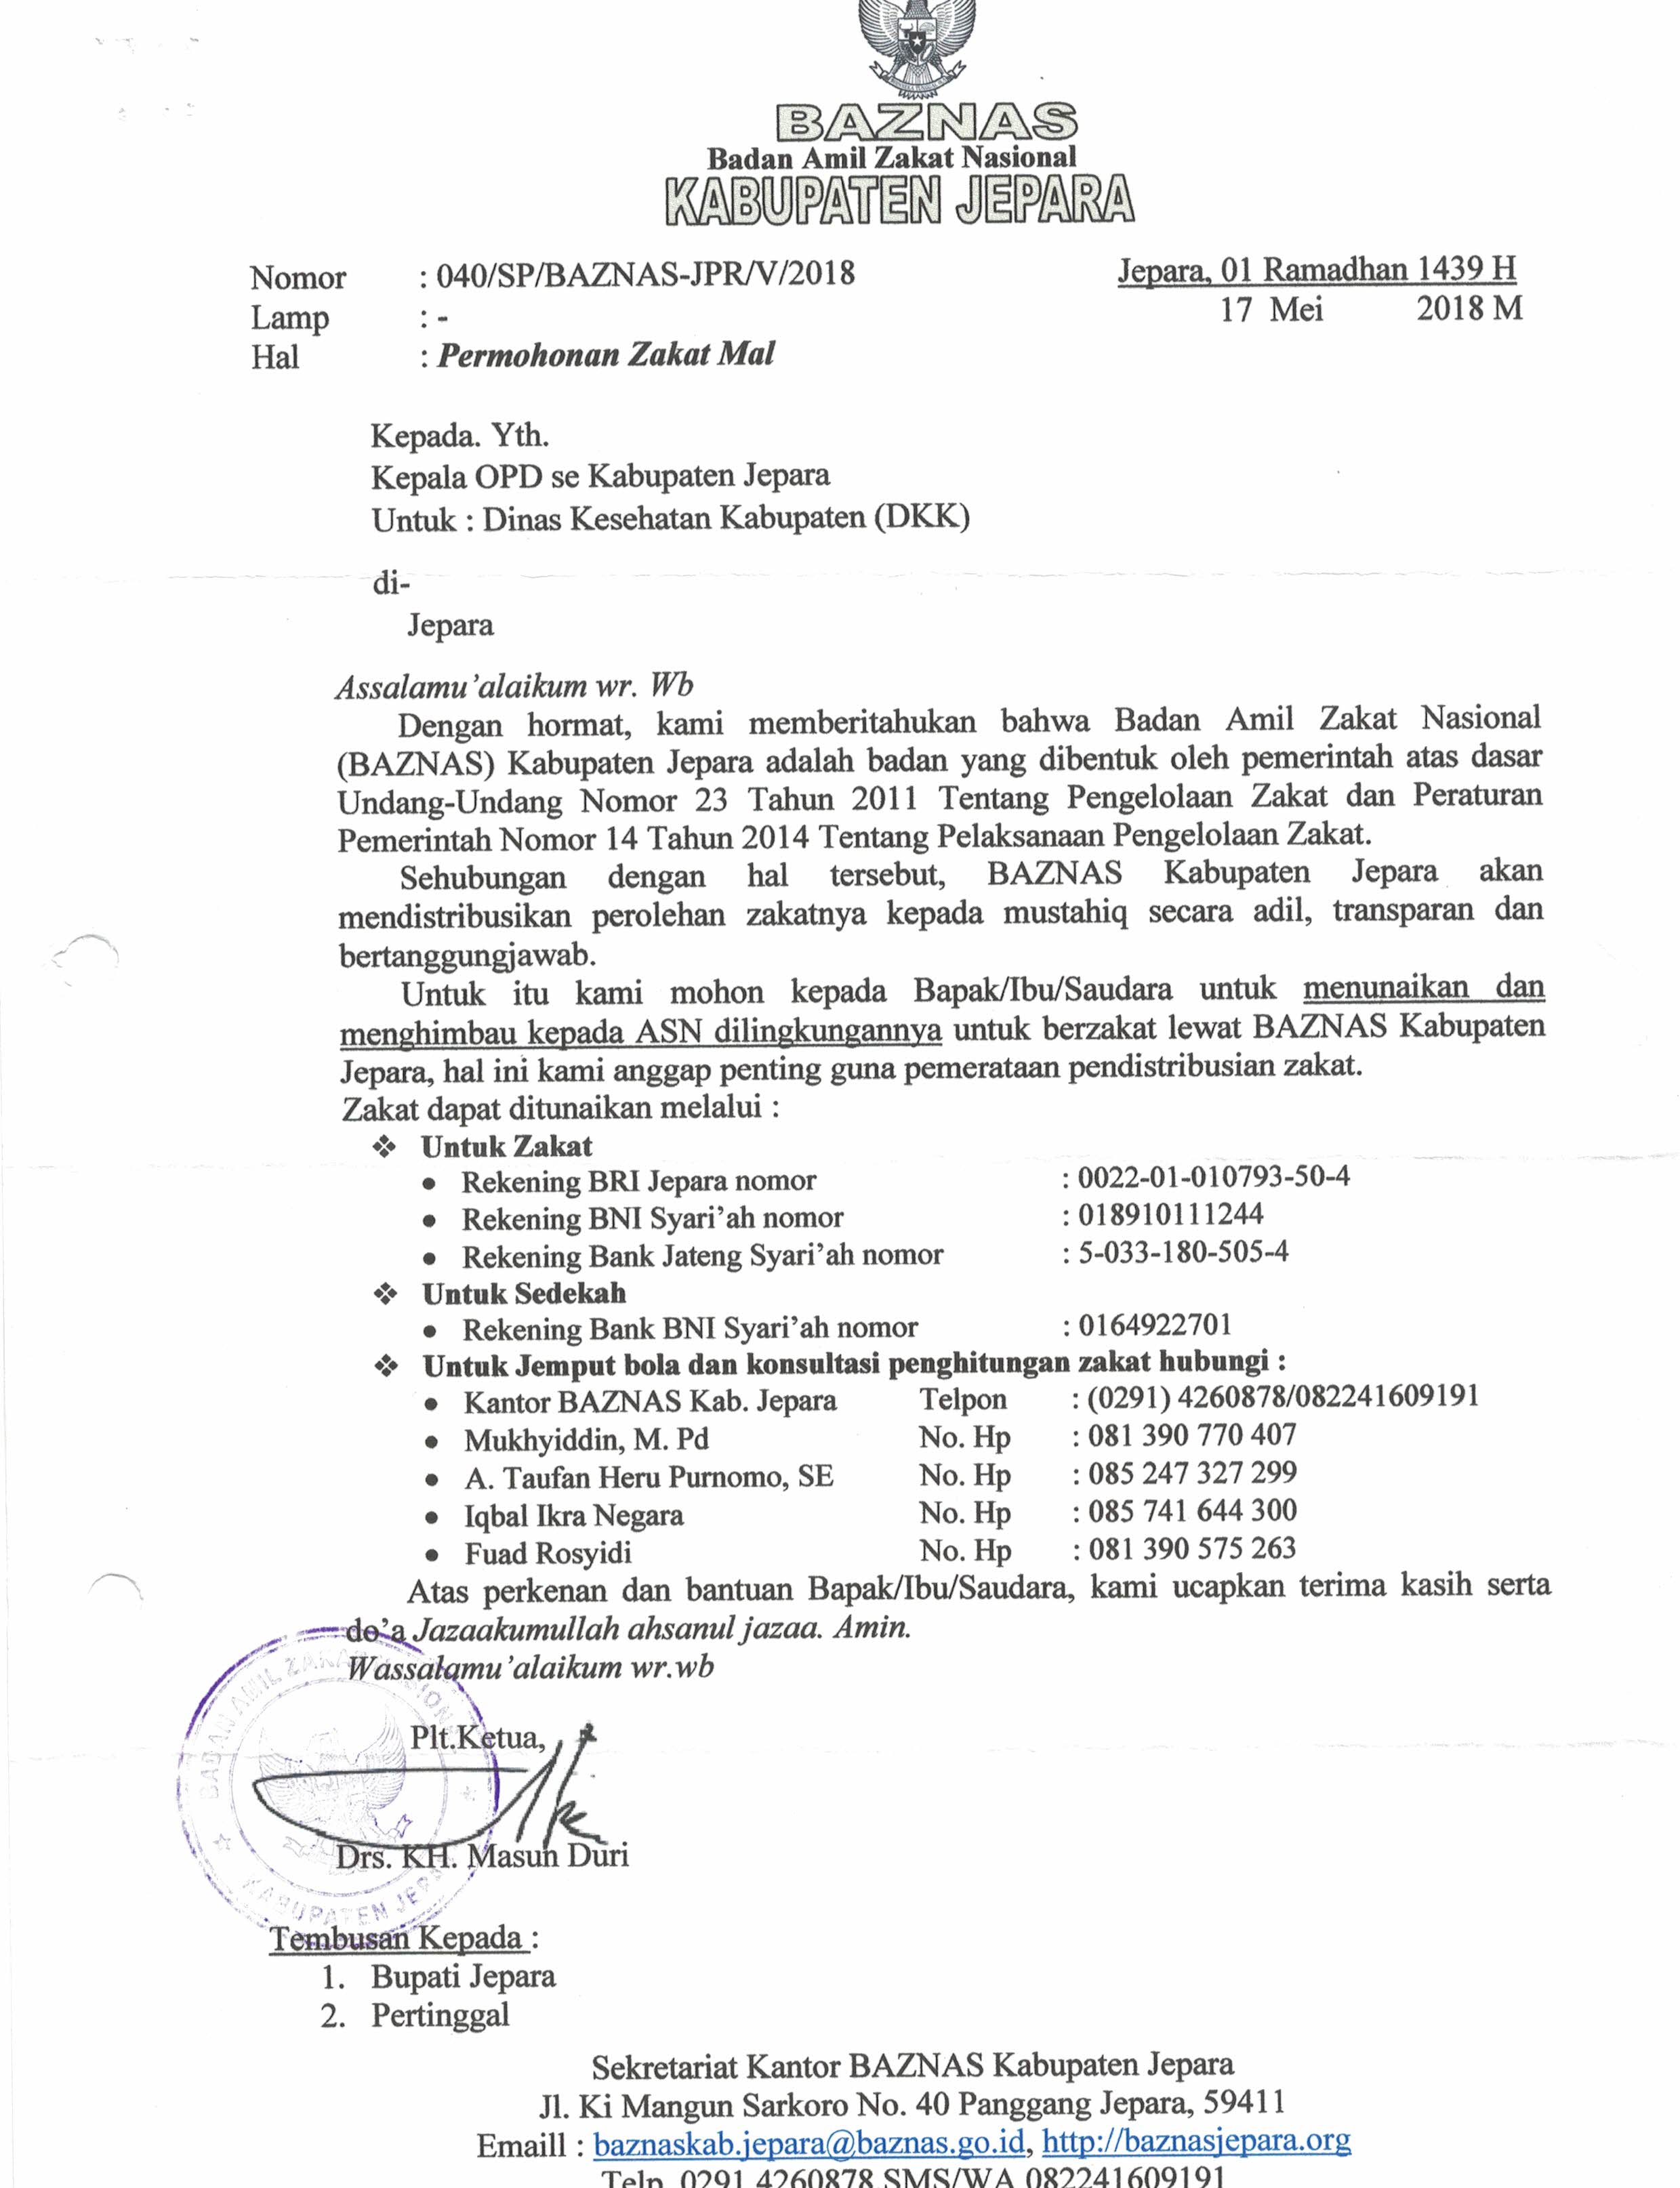 BAZNAS
Badan Amil Zakat Nasional
KABUPATEN JEPARA
Nomor : 040/SP/BAZNAS-JPR/V/2018 Jepara, 01 Ramadhan 1439 H
Lamp : - 17 Mei 2018 M
Hal : Permohonan Zakat Mal
Kepada. Yth.
Kepala OPD se Kabupaten Jepara
Untuk : Dinas Kesehatan Kabupaten (DKK)
di-
Jepara
Assalamu'alaikum wr. Wb
Dengan hormat, kami memberitahukan bahwa Badan Amil Zakat Nasional
(BAZNAS) Kabupaten Jepara adalah badan yang dibentuk oleh pemerintah atas dasar
Undang-Undang Nomor 23 Tahun 2011 Tentang Pengelolaan Zakat dan Peraturan
Pemerintah Nomor 14 Tahun 2014 Tentang Pelaksanaan Pengelolaan Zakat.
Sehubungan dengan hal tersebut, BAZNAS Kabupaten Jepara akan
mendistribusikan perolehan zakatnya kepada mustahiq secara adil, transparan dan
bertanggungjawab.
Untuk itu kami mohon kepada Bapak/Ibu/Saudara untuk menunaikan dan
menghimbau kepada ASN dilingkungannya untuk berzakat lewat BAZNAS Kabupaten
Jepara, hal ini kami anggap penting guna pemerataan pendistribusian zakat.
Zakat dapat ditunaikan melalui :
❖ Untuk Zakat
• Rekening BRI Jepara nomor : 0022-01-010793-50-4
• Rekening BNI Syari'ah nomor : 018910111244
• Rekening Bank Jateng Syari'ah nomor : 5-033-180-505-4
❖ Untuk Sedekah
• Rekening Bank BNI Syari'ah nomor : 0164922701
❖ Untuk Jemput bola dan konsultasi penghitungan zakat hubungi :
• Kantor BAZNAS Kab. Jepara Telpon : (0291) 4260878/082241609191
• Mukhyiddin, M. Pd No. Hp : 081 390 770 407
• A. Taufan Heru Purnomo, SE No. Hp : 085 247 327 299
• Iqbal Ikra Negara No. Hp : 085 741 644 300
• Fuad Rosyidi No. Hp : 081 390 575 263
Atas perkenan dan bantuan Bapak/Ibu/Saudara, kami ucapkan terima kasih serta
do'a Jazaakumullah ahsanul jazaa. Amin.
Wassalamu'alaikum wr.wb
Plt.Ketua,
Drs. KH. Masun Duri
BADAN AMIL ZAKAT NASIONAL
KABUPATEN JEPARA
Tembusan Kepada :
1. Bupati Jepara
2. Pertinggal
Sekretariat Kantor BAZNAS Kabupaten Jepara
Jl. Ki Mangun Sarkoro No. 40 Panggang Jepara, 59411
Emaill : baznaskab.jepara@baznas.go.id, http://baznasjepara.org
Telp. 0291 4260878 SMS/WA 082241609191